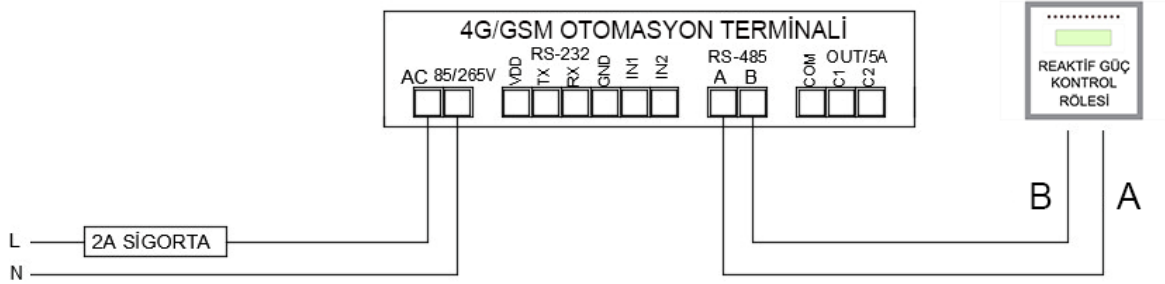 4G/GSM OTOMASYON TERMİNALİ
RS-232
RS-485
OUT/5A
AC 85/265V
VDD
TX
RX
GND
IN1
IN2
A
B
COM
C1
C2
REAKTİF GÜÇ
KONTROL
RÖLESİ
B
A
L
2A SİGORTA
N